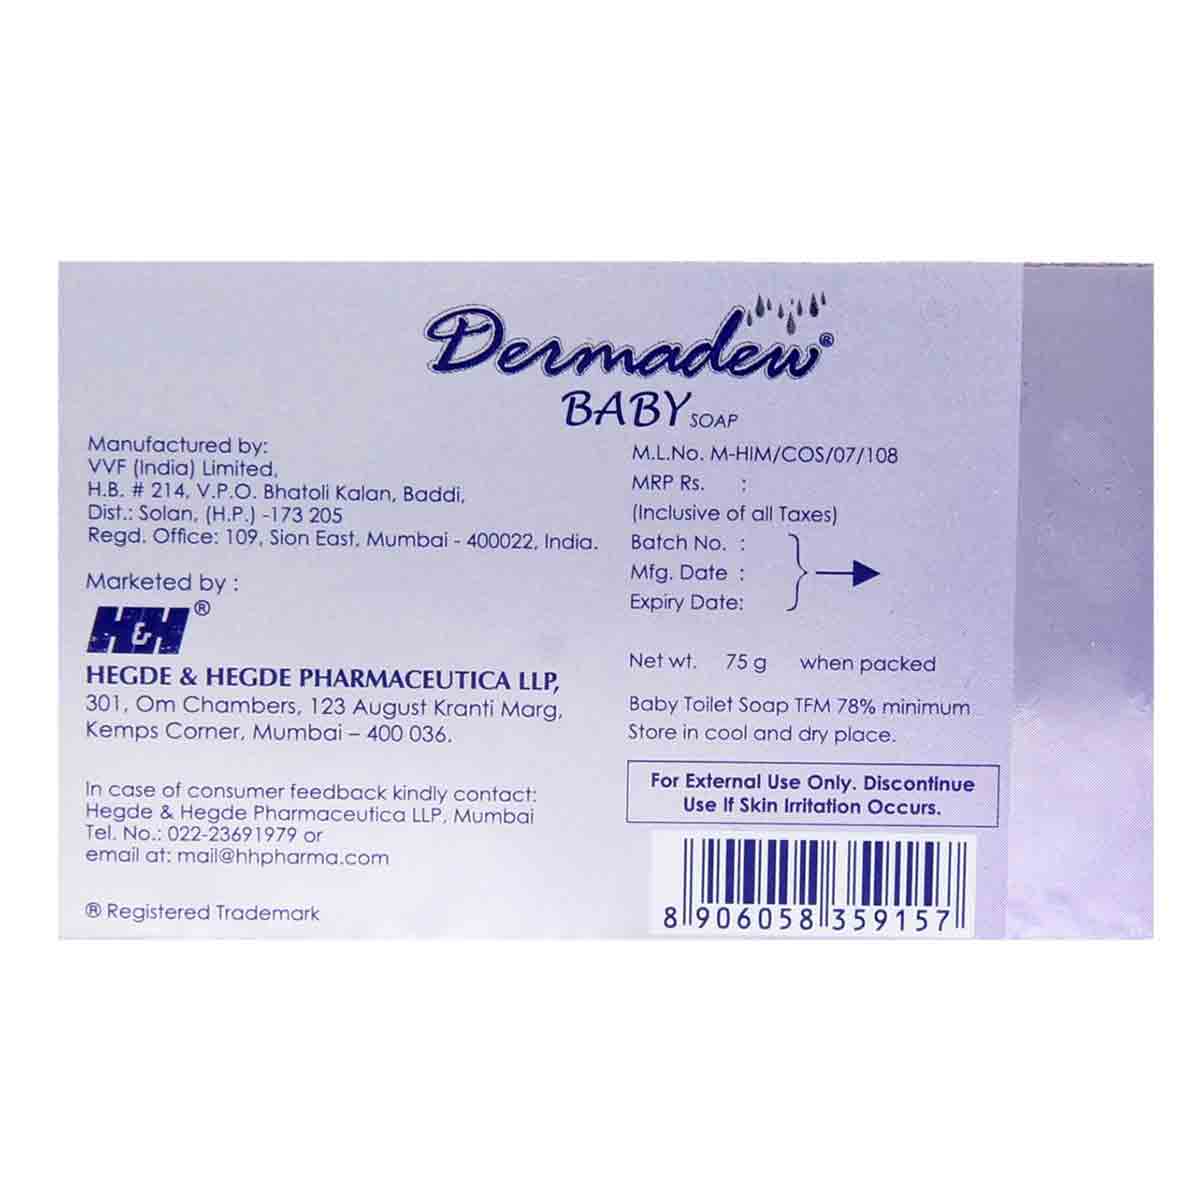 Dermadew®
BABY SOAP
Manufactured by:
VVF (India) Limited,
H.B. # 214, V.P.O. Bhatoli Kalan, Baddi,
Dist.: Solan, (H.P.) -173 205
Regd. Office: 109, Sion East, Mumbai - 400022, India.
Marketed by :
H&H®
HEGDE & HEGDE PHARMACEUTICA LLP,
301, Om Chambers, 123 August Kranti Marg,
Kemps Corner, Mumbai – 400 036.
In case of consumer feedback kindly contact:
Hegde & Hegde Pharmaceutica LLP, Mumbai
Tel. No.: 022-23691979 or
email at: mail@hhpharma.com
® Registered Trademark
M.L.No. M-HIM/COS/07/108
MRP Rs. :
(Inclusive of all Taxes)
Batch No. :
Mfg. Date :
Expiry Date:
Net wt. 75 g when packed
Baby Toilet Soap TFM 78% minimum
Store in cool and dry place.
For External Use Only. Discontinue
Use If Skin Irritation Occurs.
8 906058 359157